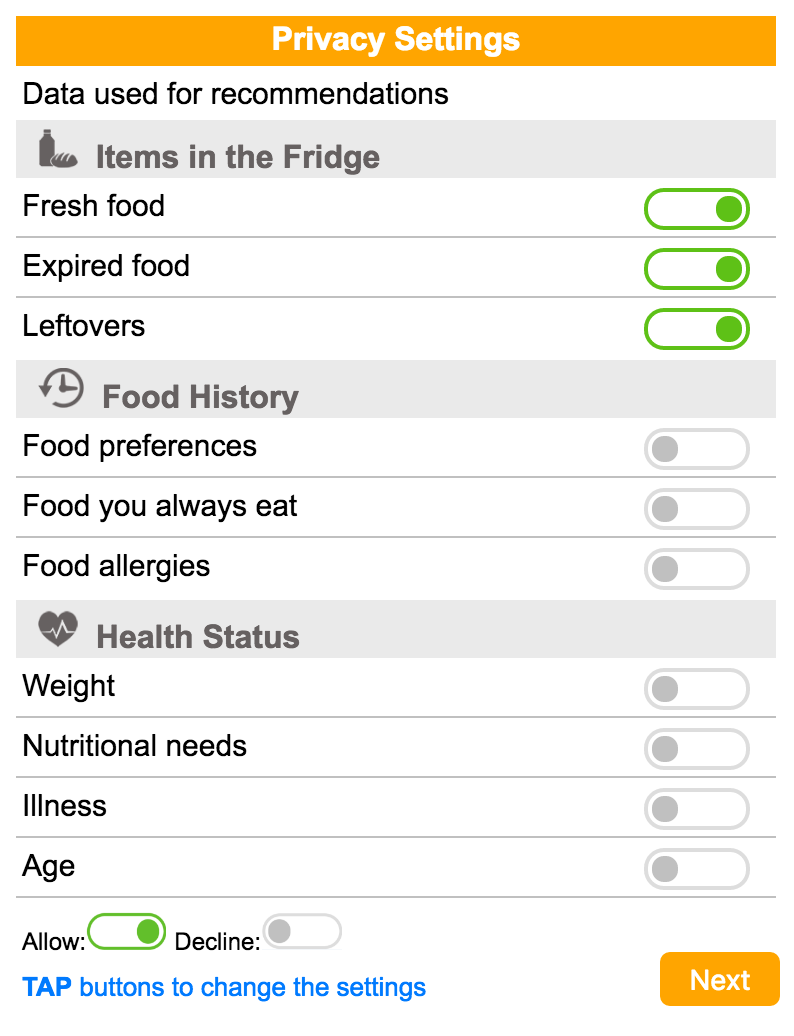 Privacy Settings
Data used for recommendations
Items in the Fridge
Fresh food
Expired food
Leftovers
Food History
Food preferences
Food you always eat
Food allergies
Health Status
Weight
Nutritional needs
Illness
Age
Allow: Decline:
TAP buttons to change the settings
Next